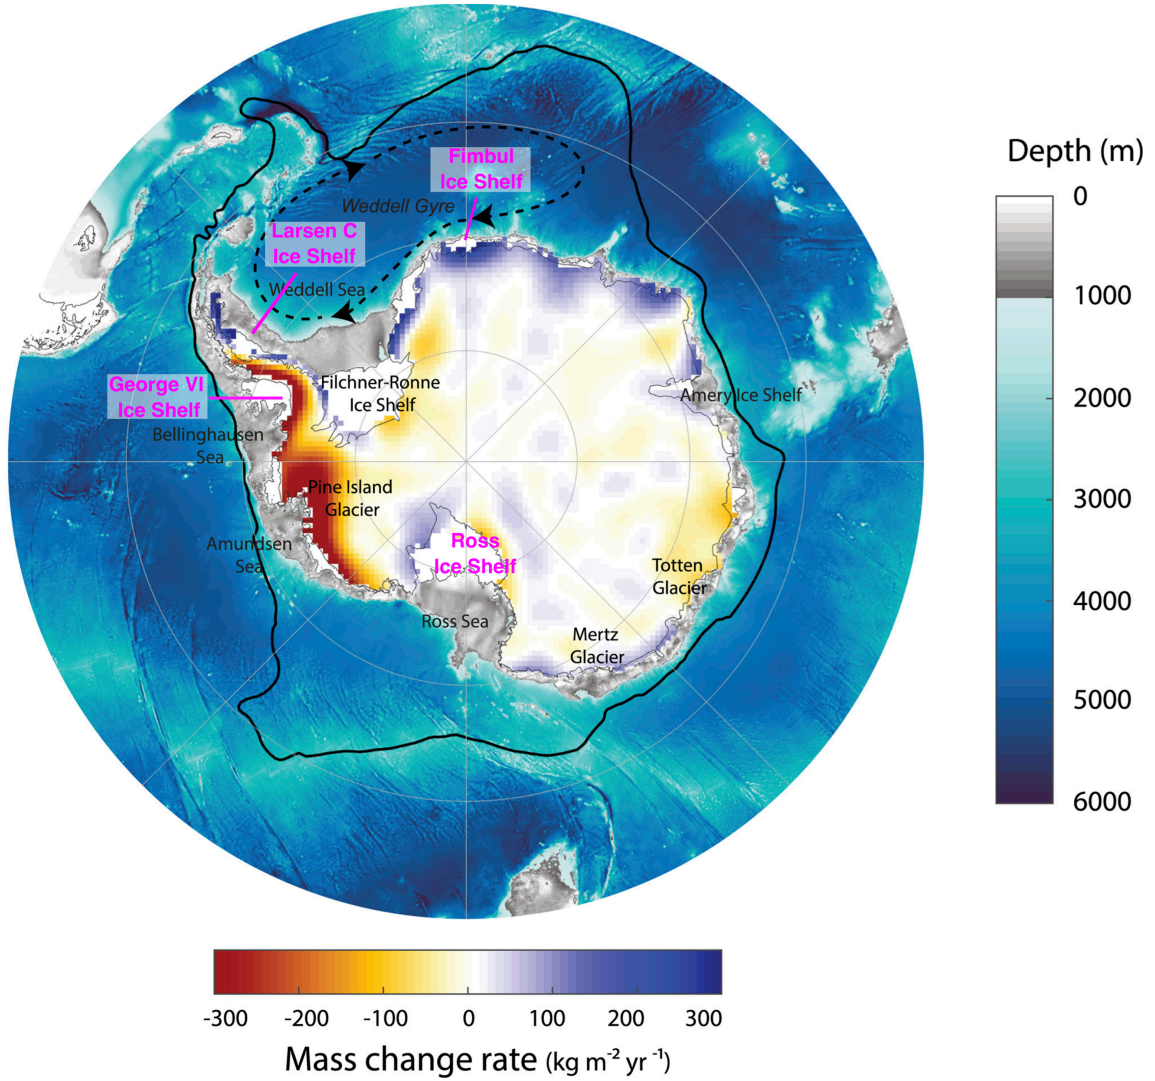 Fimbul
Ice Shelf
Weddell Gyre
Larsen C
Ice Shelf
Weddell Sea
George VI
Ice Shelf
Filchner-Ronne
Ice Shelf
Amery Ice Shelf
Bellinghausen
Sea
Pine Island
Glacier
Amundsen
Sea
Ross
Ice Shelf
Ross Sea
Totten
Glacier
Mertz
Glacier
Depth (m)
0
1000
2000
3000
4000
5000
6000
-300
-200
-100
0
100
200
300
Mass change rate (kg m⁻² yr ⁻¹)